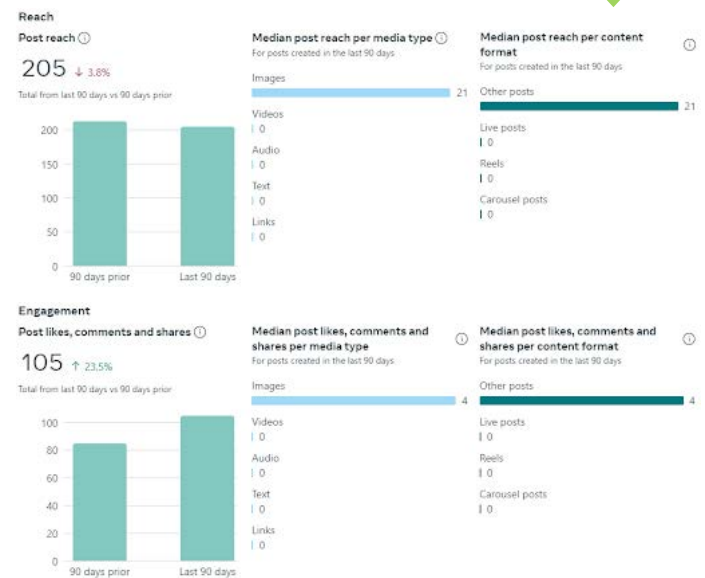 Reach
Post reach
205 ↓ 3.8%
Total from last 90 days vs 90 days prior
200
150
100
50
0
90 days prior Last 90 days
Median post reach per media type
For posts created in the last 90 days
Images
21
Videos
0
Audio
0
Text
0
Links
0
Median post reach per content
format
For posts created in the last 90 days
Other posts
21
Live posts
0
Reels
0
Carousel posts
0
Engagement
Post likes, comments and shares
105 ↑ 23.5%
Total from last 90 days vs 90 days prior
100
80
60
40
20
0
90 days prior Last 90 days
Median post likes, comments and
shares per media type
For posts created in the last 90 days
Images
4
Videos
0
Audio
0
Text
0
Links
0
Median post likes, comments and
shares per content format
For posts created in the last 90 days
Other posts
4
Live posts
0
Reels
0
Carousel posts
0